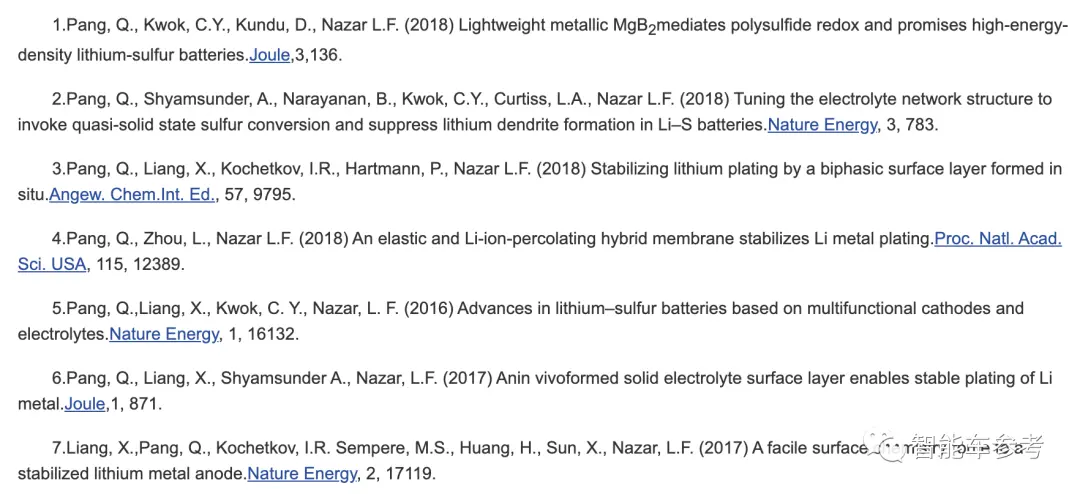 1.Pang, Q., Kwok, C.Y., Kundu, D., Nazar L.F. (2018) Lightweight metallic MgB2mediates polysulfide redox and promises high-energy-
density lithium-sulfur batteries.Joule,3,136.
2.Pang, Q., Shyamsunder, A., Narayanan, B., Kwok, C.Y., Curtiss, L.A., Nazar L.F. (2018) Tuning the electrolyte network structure to
invoke quasi-solid state sulfur conversion and suppress lithium dendrite formation in Li–S batteries.Nature Energy, 3, 783.
3.Pang, Q., Liang, X., Kochetkov, I.R., Hartmann, P., Nazar L.F. (2018) Stabilizing lithium plating by a biphasic surface layer formed in
situ.Angew. Chem.Int. Ed., 57, 9795.
4.Pang, Q., Zhou, L., Nazar L.F. (2018) An elastic and Li-ion-percolating hybrid membrane stabilizes Li metal plating.Proc. Natl. Acad.
Sci. USA, 115, 12389.
5.Pang, Q.,Liang, X., Kwok, C. Y., Nazar, L. F. (2016) Advances in lithium–sulfur batteries based on multifunctional cathodes and
electrolytes.Nature Energy, 1, 16132.
6.Pang, Q., Liang, X., Shyamsunder A., Nazar, L.F. (2017) Anin vivoformed solid electrolyte surface layer enables stable plating of Li
metal.Joule,1, 871.
7.Liang, X.,Pang, Q., Kochetkov, I.R. Sempere, M.S., Huang, H., Sun, X., Nazar, L.F. (2017) A facile surface a
stabilized lithium metal anode.Nature Energy, 2, 17119.
智能车参考